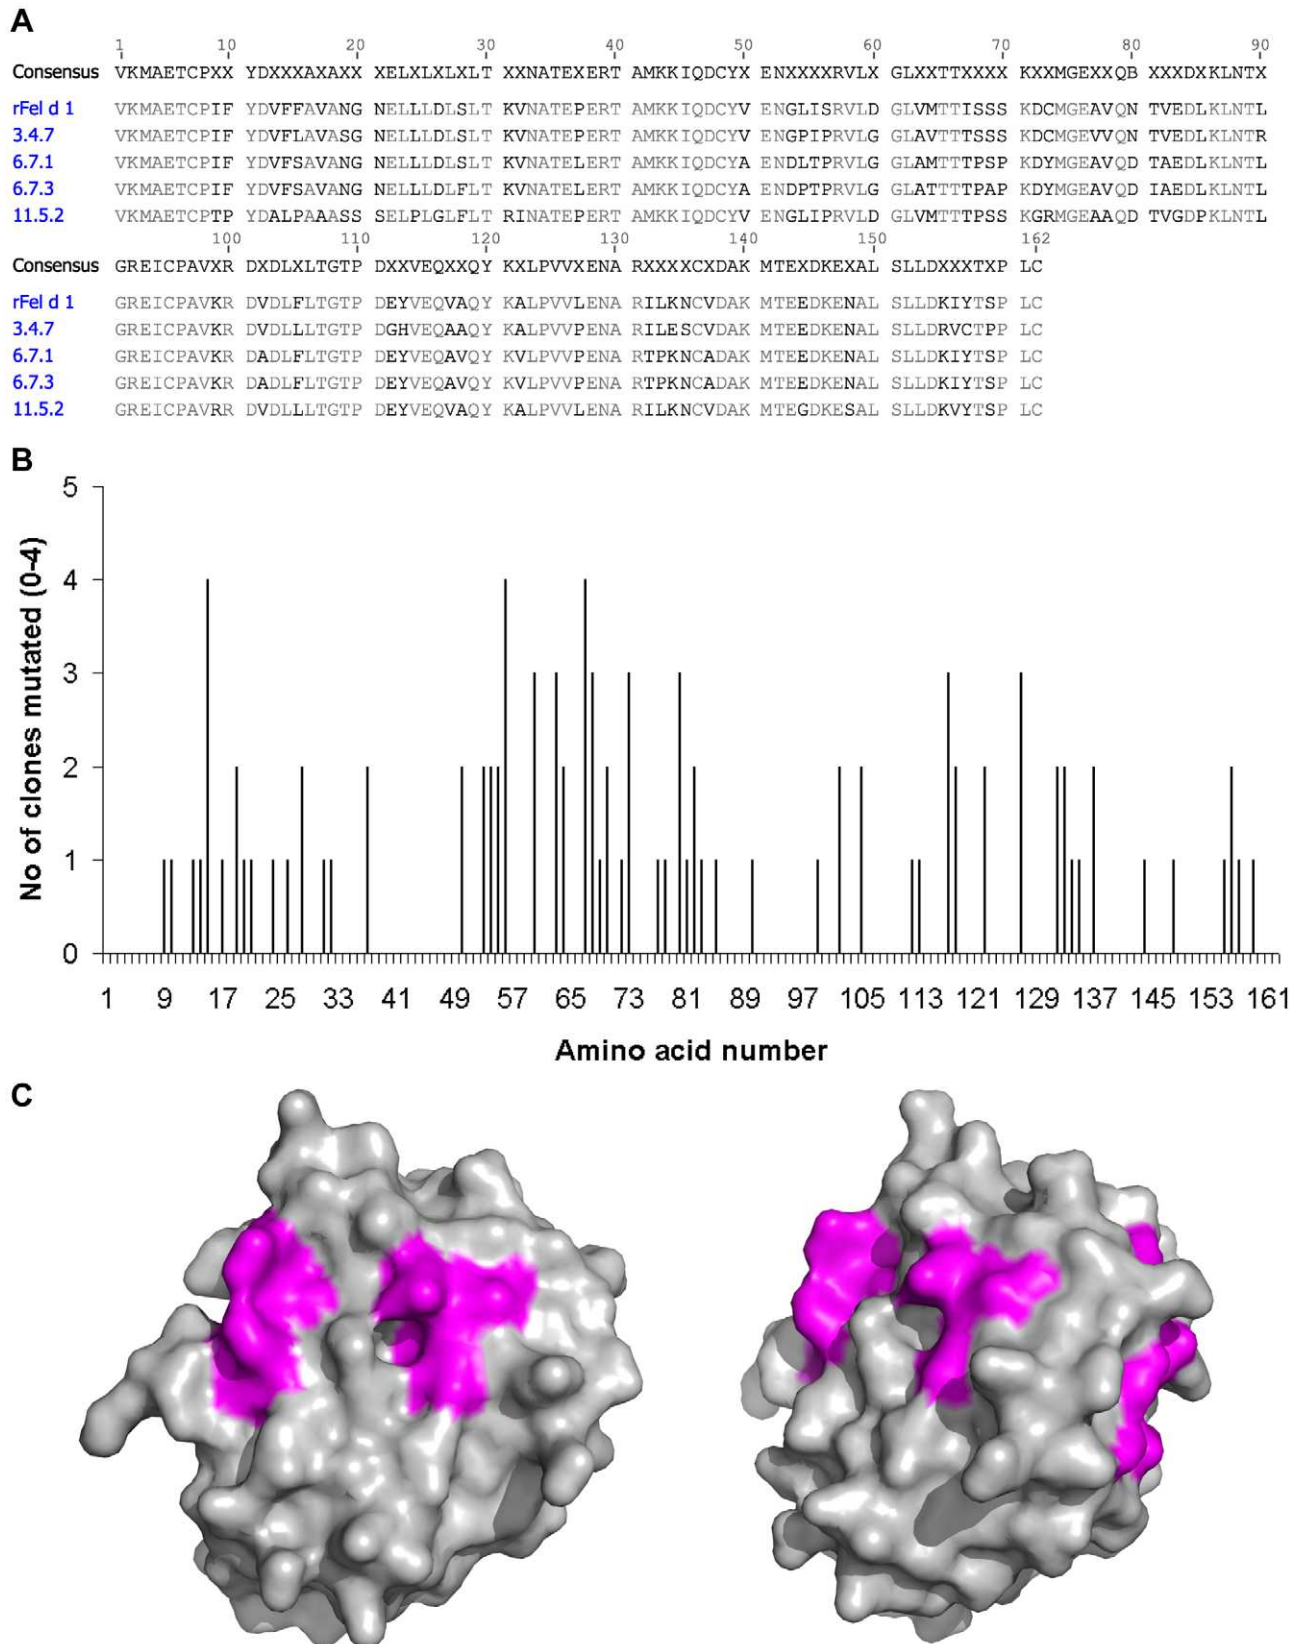 A
1 10 20 30 40 50 60 70 80 90
Consensus VKMAETCPXX YDXXXAXAXX XELXLXLXLT XXNATEXERT AMKKIQDCYX ENXXXXRVLX GLXXTTXXXX KXXMGEXXQB XXXDXKLNTX
rFel d 1 VKMAETCPIF YDVFFAVANG NELLLDLSLT KVNATEPERT AMKKIQDCYV ENGLISRVLD GLVMTTISSS KDCMGEAVQN TVEDLKLNTL
3.4.7 VKMAETCPIF YDVFLAVASG NELLLDLSLT KVNATEPERT AMKKIQDCYV ENGPIPRVLG GLAVTTTSSS KDCMGEVVQN TVEDLKLNTR
6.7.1 VKMAETCPIF YDVFSAVANG NELLLDLSLT KVNATELERT AMKKIQDCYA ENDLTPRVLG GLAMTTTPSP KDYMGEAVQD TAEDLKLNTL
6.7.3 VKMAETCPIF YDVFSAVANG NELLLDLFLT KVNATELERT AMKKIQDCYA ENDPTPRVLG GLATTTTPAP KDYMGEAVQD IAEDLKLNTL
11.5.2 VKMAETCPTP YDALPAAASS SELPLGLFLT RINATEPERT AMKKIQDCYV ENGLIPRVLD GLVMTTTPSS KGRMGEAAQD TVGDPKLNTL
100 110 120 130 140 150 162
Consensus GREICPAVXR DXDLXLTGTP DXXVEQXXQY KXLPVVXENA RXXXXCXDAK MTEXDKEXAL SLLDXXXTXP LC
rFel d 1 GREICPAVKR DVDLFLTGTP DEYVEQVAQY KALPVVLENA RILKNCVDAK MTEEDKENAL SLLDKIYTSP LC
3.4.7 GREICPAVKR DVDLLLTGTP DGHVEQAAQY KALPVVPENA RILESCVDAK MTEEDKENAL SLLDRVCTPP LC
6.7.1 GREICPAVKR DADLFLTGTP DEYVEQAVQY KVLPVVPENA RTPKNCADAK MTEEDKENAL SLLDKIYTSP LC
6.7.3 GREICPAVKR DADLFLTGTP DEYVEQAVQY KVLPVVPENA RTPKNCADAK MTEEDKENAL SLLDKIYTSP LC
11.5.2 GREICPAVRR DVDLLLTGTP DEYVEQVAQY KALPVVLENA RILKNCVDAK MTEGDKESAL SLLDKVYTSP LC
B
No of clones mutated (0-4)
5
4
3
2
1
0
1 9 17 25 33 41 49 57 65 73 81 89 97 105 113 121 129 137 145 153 161
Amino acid number
C